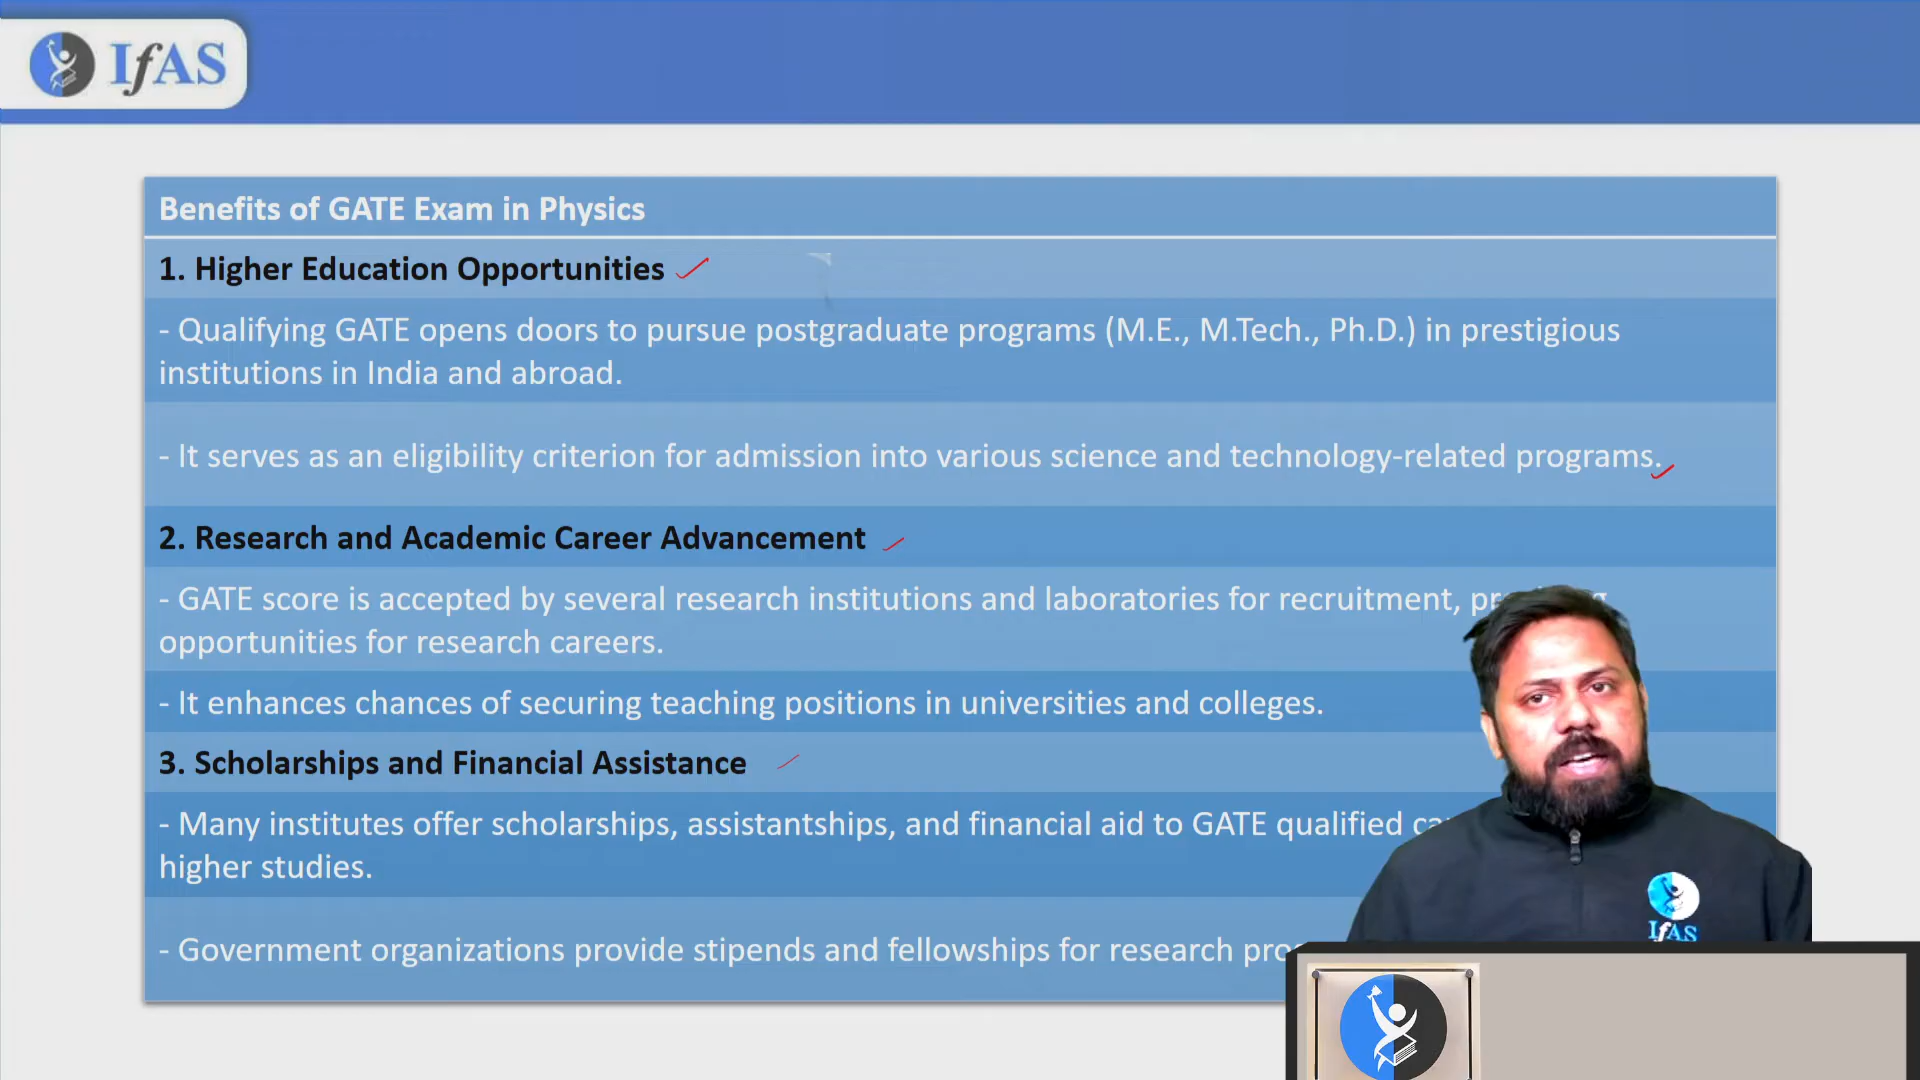 IfAS
Benefits of GATE Exam in Physics
1. Higher Education Opportunities
- Qualifying GATE opens doors to pursue postgraduate programs (M.E., M.Tech., Ph.D.) in prestigious
institutions in India and abroad.
- It serves as an eligibility criterion for admission into various science and technology-related programs.
2. Research and Academic Career Advancement
- GATE score is accepted by several research institutions and laboratories for recruitment,
opportunities for research careers.
- It enhances chances of securing teaching positions in universities and colleges.
3. Scholarships and Financial Assistance
- Many institutes offer scholarships, assistantships, and financial aid to GATE qualified
higher studies.
- Government organizations provide stipends and fellowships for research
IfAS